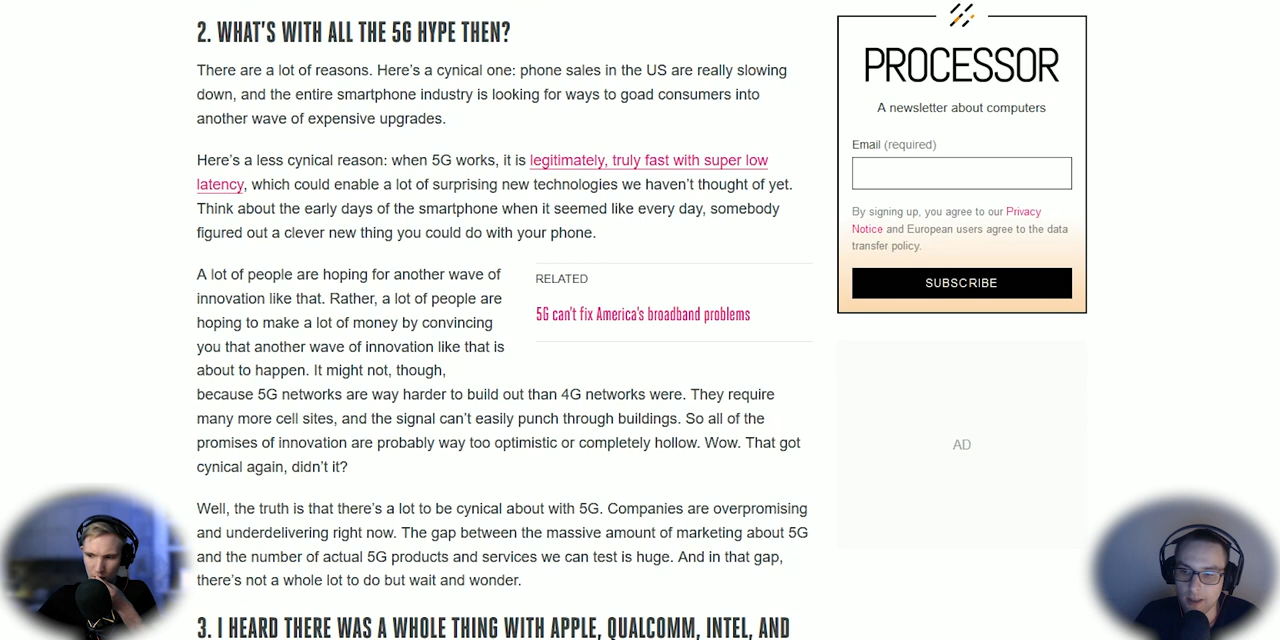 2. WHAT'S WITH ALL THE 5G HYPE THEN?
There are a lot of reasons. Here's a cynical one: phone sales in the US are really slowing
down, and the entire smartphone industry is looking for ways to goad consumers into
another wave of expensive upgrades.
Here's a less cynical reason: when 5G works, it is legitimately, truly fast with super low
latency, which could enable a lot of surprising new technologies we haven't thought of yet.
Think about the early days of the smartphone when it seemed like every day, somebody
figured out a clever new thing you could do with your phone.
A lot of people are hoping for another wave of
innovation like that. Rather, a lot of people are
hoping to make a lot of money by convincing
you that another wave of innovation like that is
about to happen. It might not, though,
because 5G networks are way harder to build out than 4G networks were. They require
many more cell sites, and the signal can't easily punch through buildings. So all of the
promises of innovation are probably way too optimistic or completely hollow. Wow. That got
cynical again, didn't it?
RELATED
5G can't fix America's broadband problems
Well, the truth is that there's a lot to be cynical about with 5G. Companies are overpromising
and underdelivering right now. The gap between the massive amount of marketing about 5G
and the number of actual 5G products and services we can test is huge. And in that gap,
there's not a whole lot to do but wait and wonder.
3. I HEARD THERE WAS A WHOLE THING WITH APPLE, QUALCOMM, INTEL, AND
PROCESSOR
A newsletter about computers
Email (required)
By signing up, you agree to our Privacy
Notice and European users agree to the data
transfer policy.
SUBSCRIBE
AD